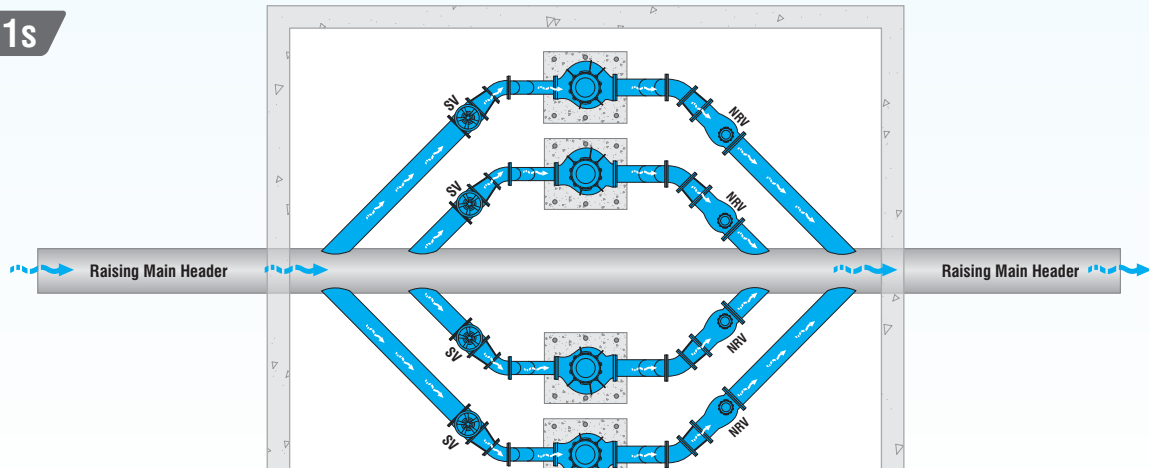 1s
SV
NRV
SV
NRV
Raising Main Header
Raising Main Header
SV
NRV
SV
NRV